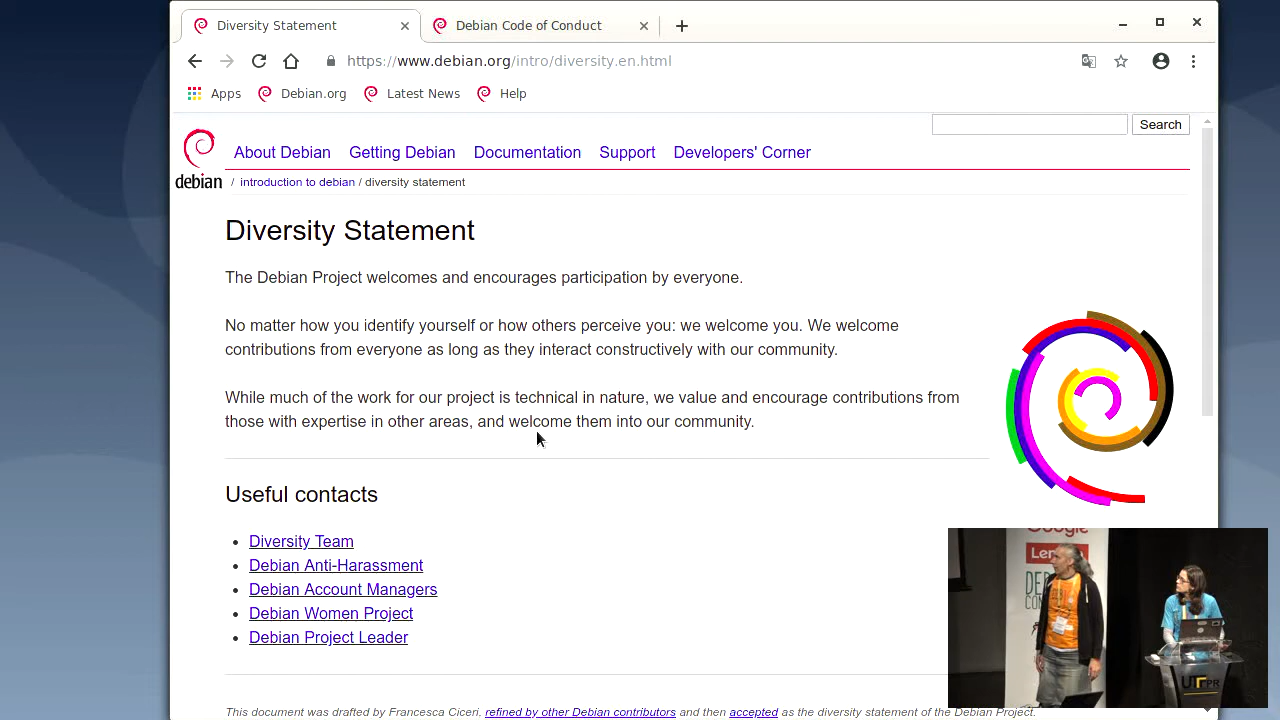 Diversity Statement
Debian Code of Conduct
https://www.debian.org/intro/diversity.en.html
Apps Debian.org Latest News Help
Search
debian
About Debian Getting Debian Documentation Support Developers' Corner
/ introduction to debian / diversity statement
Diversity Statement
The Debian Project welcomes and encourages participation by everyone.
No matter how you identify yourself or how others perceive you: we welcome you. We welcome
contributions from everyone as long as they interact constructively with our community.
While much of the work for our project is technical in nature, we value and encourage contributions from
those with expertise in other areas, and welcome them into our community.
Useful contacts
Diversity Team
Debian Anti-Harassment
Debian Account Managers
Debian Women Project
Debian Project Leader
This document was drafted by Francesca Ciceri, refined by other Debian contributors and then accepted as the diversity statement of the Debian Project.
Google